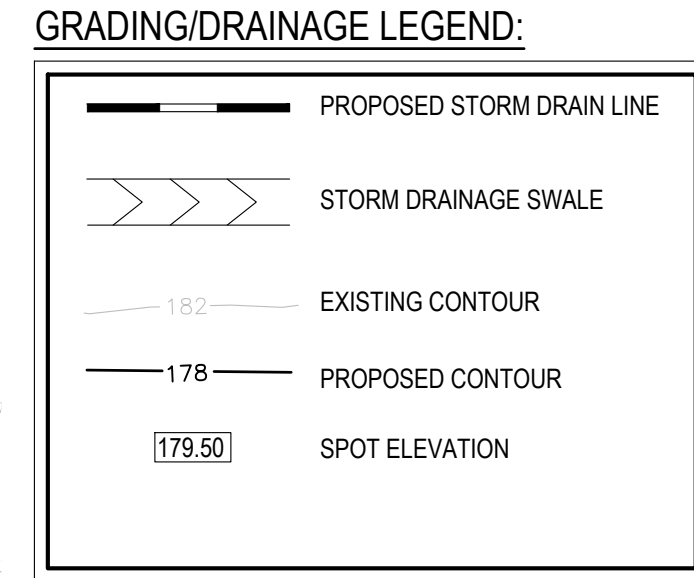 GRADING/DRAINAGE LEGEND:
PROPOSED STORM DRAIN LINE
STORM DRAINAGE SWALE
182 EXISTING CONTOUR
178 PROPOSED CONTOUR
179.50 SPOT ELEVATION